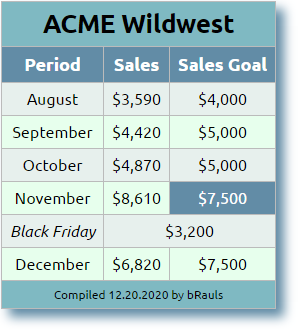 ACME Wildwest
Period Sales Sales Goal
August $3,590 $4,000
September $4,420 $5,000
October $4,870 $5,000
November $8,610 $7,500
Black Friday $3,200
December $6,820 $7,500
Compiled 12.20.2020 by bRauls